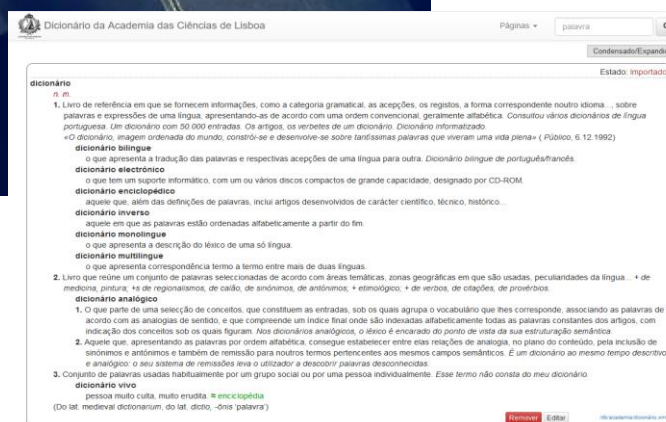 Dicionário da Academia das Ciências de Lisboa
Páginas
palavra
Condensado/Expandi
Estado: Importado
dicionário
n. m.
1. Livro de referência em que se fornecem informações, como a categoria gramatical, as acepções, os registos, a forma correspondente noutro idioma..., sobre
palavras e expressões de uma língua, apresentando-as de acordo com uma ordem convencional, geralmente alfabética. Consultou vários dicionários de língua
portuguesa. Um dicionário com 50 000 entradas. Os artigos, os verbetes de um dicionário. Dicionário informatizado.
«O dicionário, imagem ordenada do mundo, constrói-se e desenvolve-se sobre tantíssimas palavras que viveram uma vida plena» ( Público, 6.12.1992)
dicionário bilingue
o que apresenta a tradução das palavras e respectivas acepções de uma língua para outra. Dicionário bilingue de português/francês.
dicionário electrónico
o que tem um suporte informático, com um ou vários discos compactos de grande capacidade, designado por CD-ROM.
dicionário enciclopédico
aquele que, além das definições de palavras, inclui artigos desenvolvidos de carácter científico, técnico, histórico...
dicionário inverso
aquele em que as palavras estão ordenadas alfabeticamente a partir do fim.
dicionário monolingue
o que apresenta a descrição do léxico de uma só língua.
dicionário multilingue
o que apresenta correspondência termo a termo entre mais de duas línguas.
2. Livro que reúne um conjunto de palavras seleccionadas de acordo com áreas temáticas, zonas geográficas em que são usadas, peculiaridades da língua... + de
medicina, pintura; +s de regionalismos, de calão, de sinónimos, de antónimos; + etimológico; + de verbos, de citações, de provérbios.
dicionário analógico
1. O que parte de uma selecção de conceitos, que constituem as entradas, sob os quais agrupa o vocabulário que lhes corresponde, associando as palavras de
acordo com as analogias de sentido, e que compreende um índice final onde são indexadas alfabeticamente todas as palavras constantes dos artigos, com
indicação dos conceitos sob os quais figuram. Nos dicionários analógicos, o léxico é encarado do ponto de vista da sua estruturação semântica.
2. Aquele que, apresentando as palavras por ordem alfabética, consegue estabelecer entre elas relações de analogia, no plano do conteúdo, pela inclusão de
sinónimos e antónimos e também de remissão para noutros termos pertencentes aos mesmos campos semânticos. É um dicionário ao mesmo tempo descritivo
e analógico: o seu sistema de remissões leva o utilizador a descobrir palavras desconhecidas.
3. Conjunto de palavras usadas habitualmente por um grupo social ou por uma pessoa individualmente. Esse termo não consta do meu dicionário.
dicionário vivo
pessoa muito culta, muito erudita. ≈ enciclopédia
(Do lat. medieval dictionarium, do lat. dictio, -õnis 'palavra')
Remover Editar